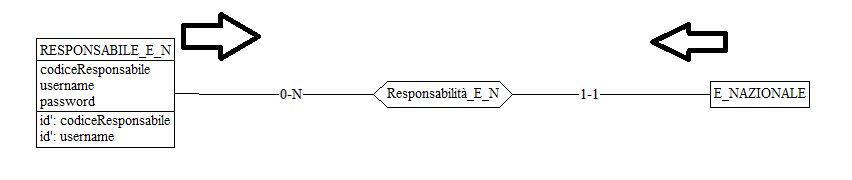 RESPONSABILE_E_N
codiceResponsabile
username
password
id': codiceResponsabile
id': username
0-N
Responsabilità_E_N
1-1
E_NAZIONALE